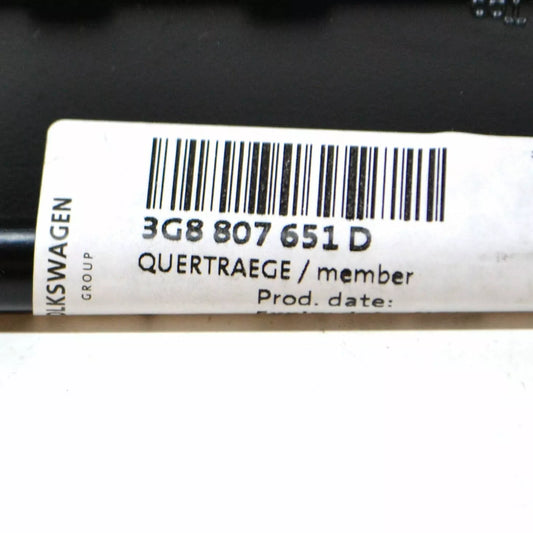 3G8 807 651 D
QUERTRAEGE / member
Prod. date:
OLKSWAGEN
GROUP